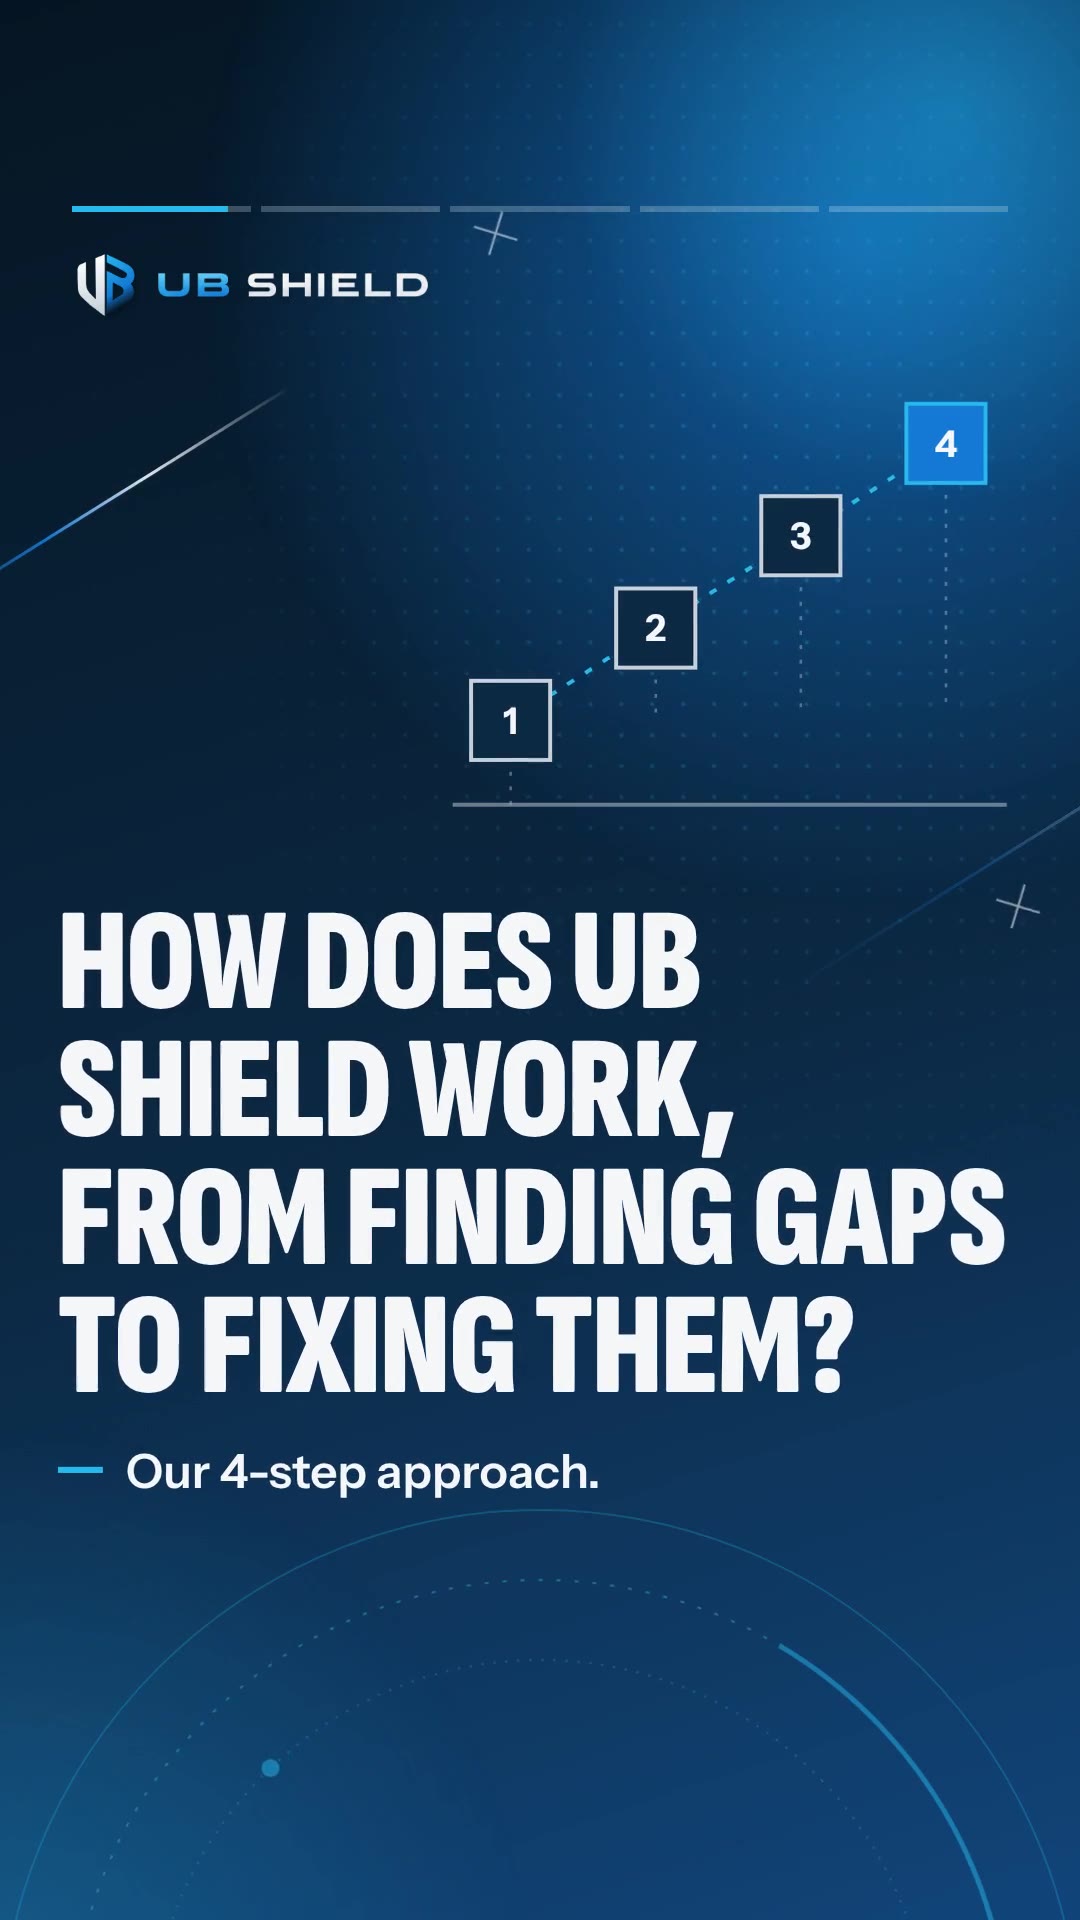 UB SHIELD
4
3
2
1
HOW DOES UB
SHIELD WORK,
FROM FINDING GAPS
TO FIXING THEM?
Our 4-step approach.